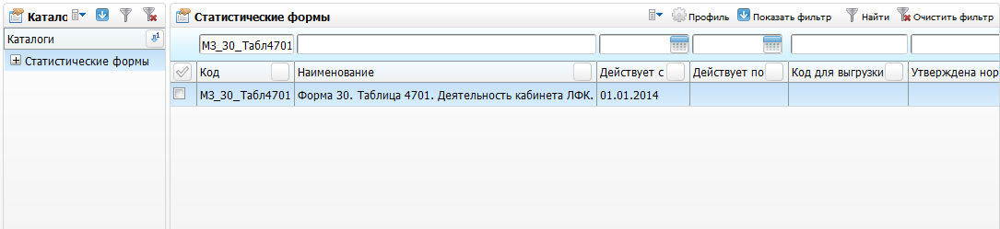 Катало
Каталоги
Статистические формы
Статистические формы
Профиль Показать фильтр Найти Очистить фильтр
МЗ_30_Табл4701
Код Наименование Действует с Действует по Код для выгрузки Утверждена нор
МЗ_30_Табл4701 Форма 30. Таблица 4701. Деятельность кабинета ЛФК. 01.01.2014